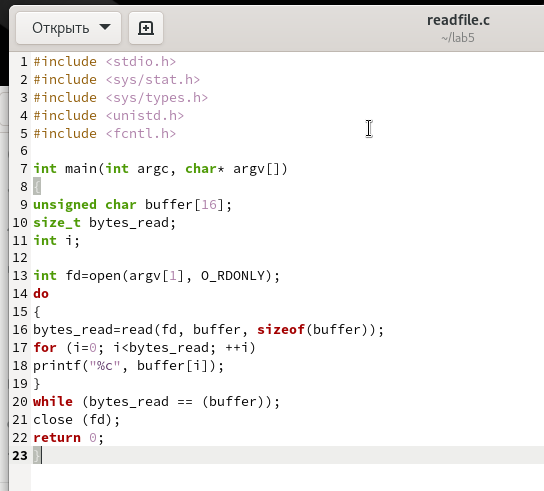 Открыть
readfile.c
~/lab5
1 #include <stdio.h>
2 #include <sys/stat.h>
3 #include <sys/types.h>
4 #include <unistd.h>
5 #include <fcntl.h>
6
7 int main(int argc, char* argv[])
8 {
9 unsigned char buffer[16];
10 size_t bytes_read;
11 int i;
12
13 int fd=open(argv[1], O_RDONLY);
14 do
15 {
16 bytes_read=read(fd, buffer, sizeof(buffer));
17 for (i=0; i<bytes_read; ++i)
18 printf("%c", buffer[i]);
19 }
20 while (bytes_read == (buffer));
21 close (fd);
22 return 0;
23 }